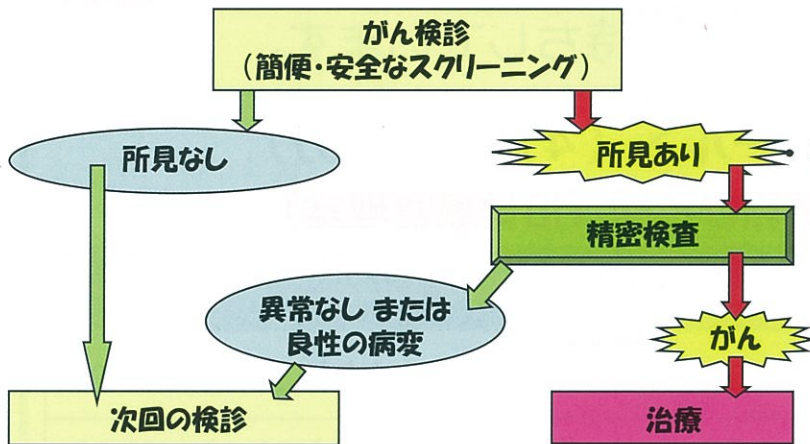 がん検診
(簡便・安全なスクリーニング)
所見なし
所見あり
精密検査
異常なし または
良性の病変
がん
次回の検診
治療